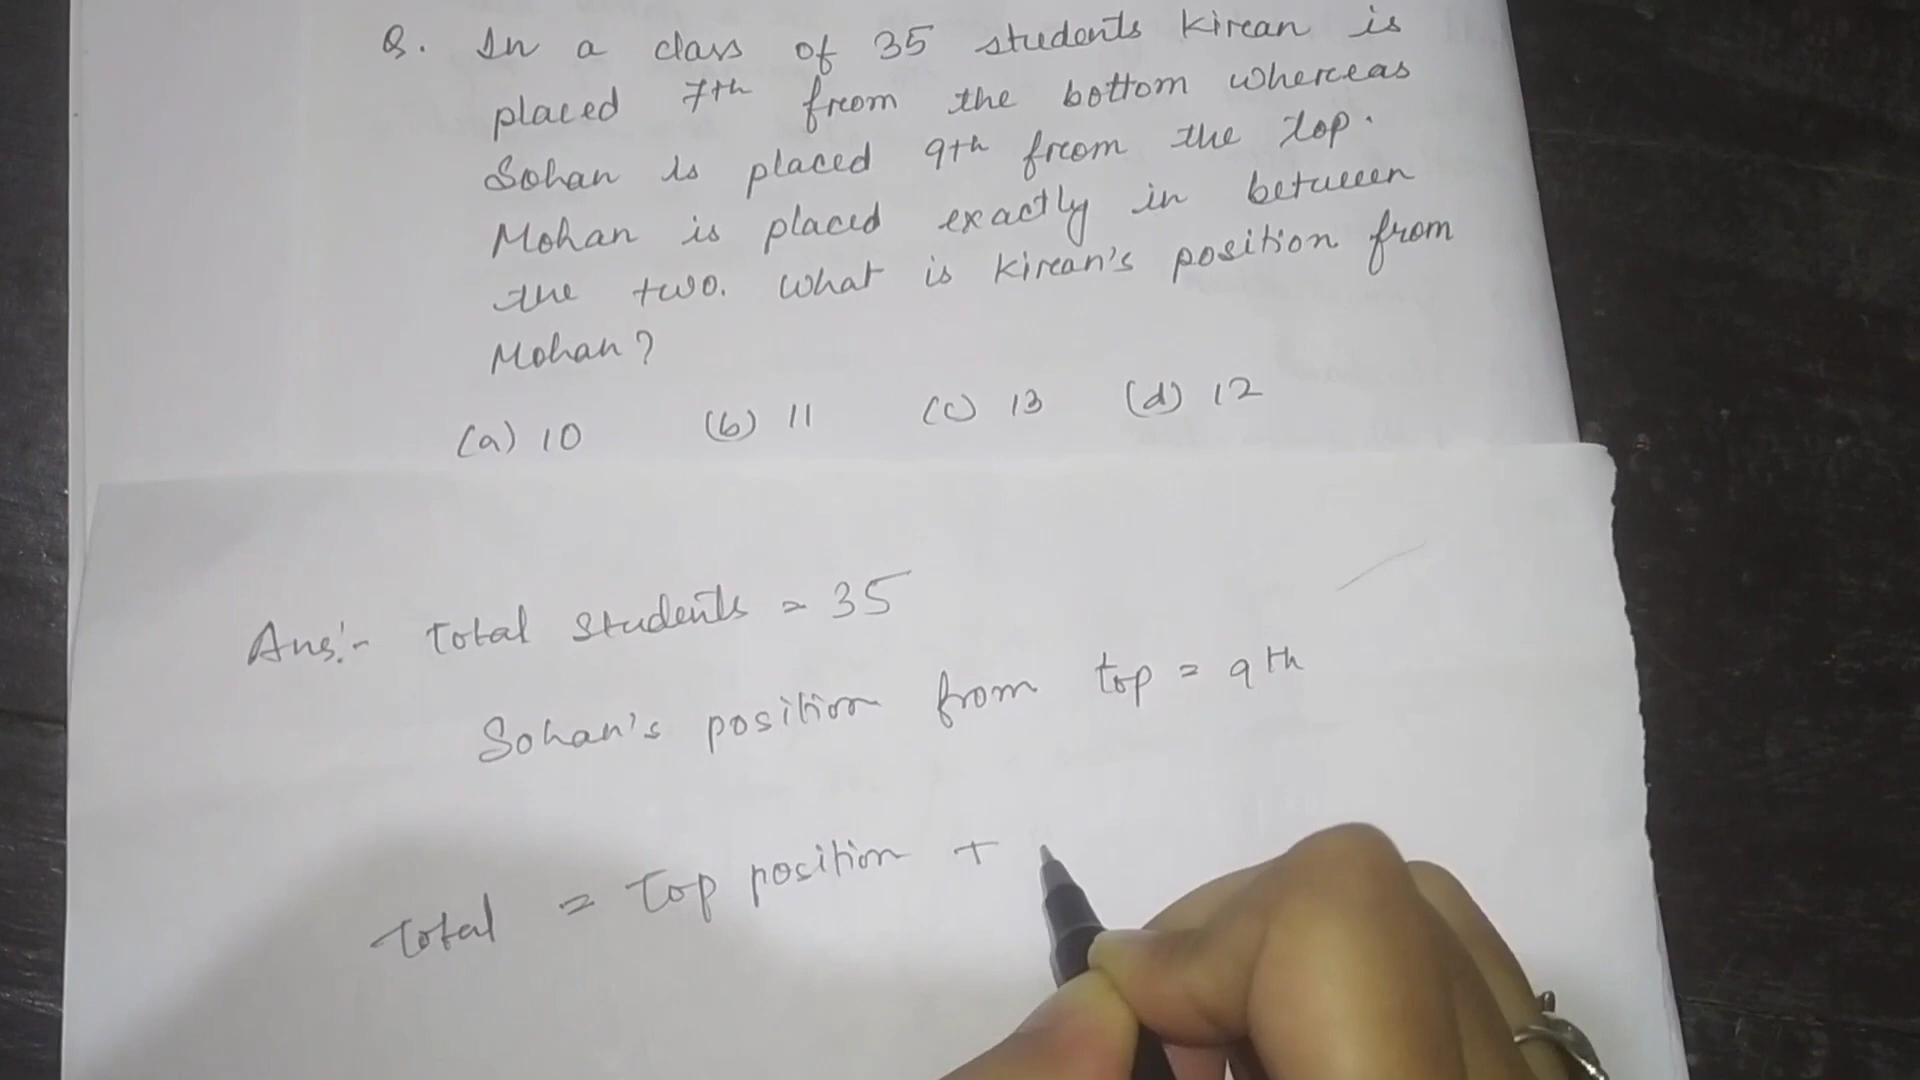 Q. In a class of 35 students Kiran is
placed 7th from the bottom whereas
Sohan is placed 9th from the top.
Mohan is placed exactly in between
the two. What is Kiran's position from
Mohan?
(a) 10 (b) 11 (c) 13 (d) 12
Ans:- Total students = 35
Sohan's position from top = 9th
Total = Top position +